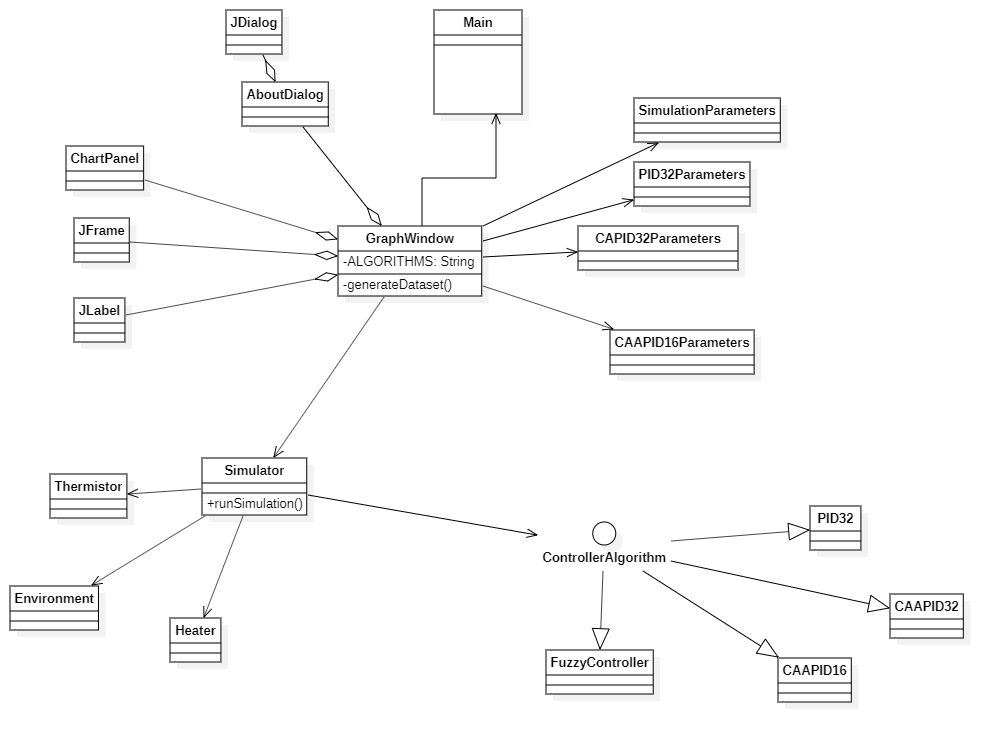 JDialog
Main
AboutDialog
SimulationParameters
ChartPanel
PID32Parameters
JFrame
GraphWindow
-ALGORITHMS: String
-generateDataset()
CAPID32Parameters
JLabel
CAAPID16Parameters
Simulator
+runSimulation()
Thermistor
PID32
ControllerAlgorithm
Environment
CAAPID32
Heater
FuzzyController
CAAPID16